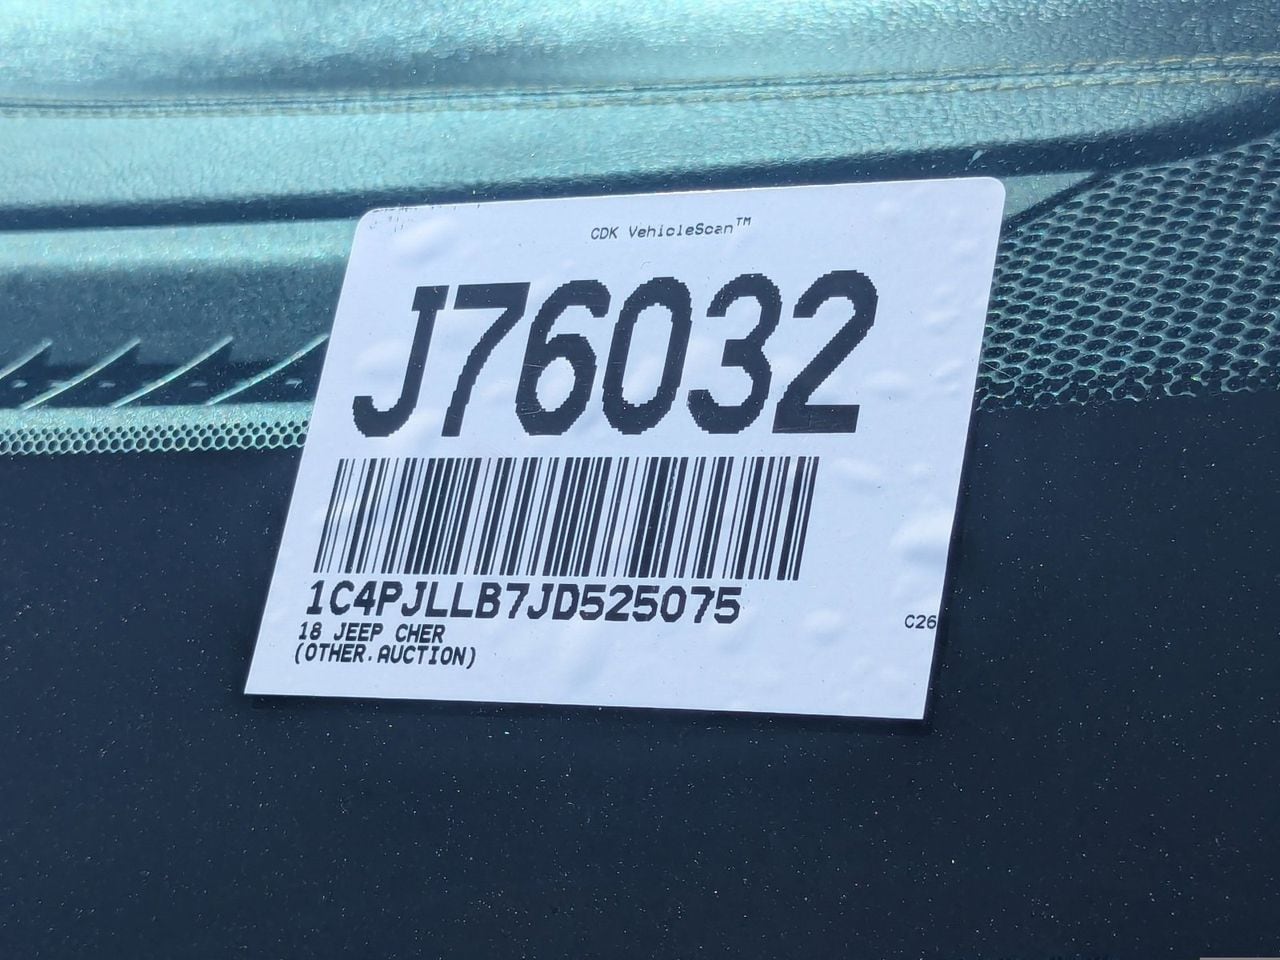 CDK VehicleScan™
J76032
1C4PJLLB7JD525075
18 JEEP CHER
(OTHER.AUCTION)
C26